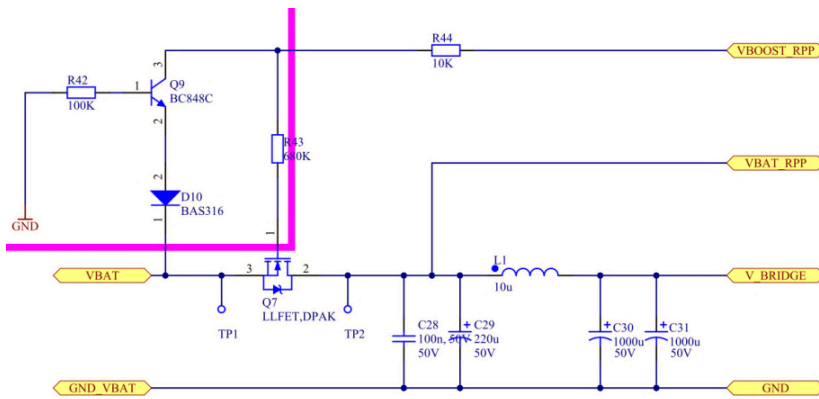 R44
VBOOST_RPP
10K
3
Q9
BC848C
R42
1
100K
2
R43
680K
VBAT_RPP
2
D10
BAS316
1
GND
1
L1
VBAT
3
2
V_BRIDGE
10u
Q7
LLFET,DPAK
TP1
TP2
C28
100n, 50V
50V
C29
220u
50V
C30
1000u
50V
C31
1000u
50V
GND_VBAT
GND